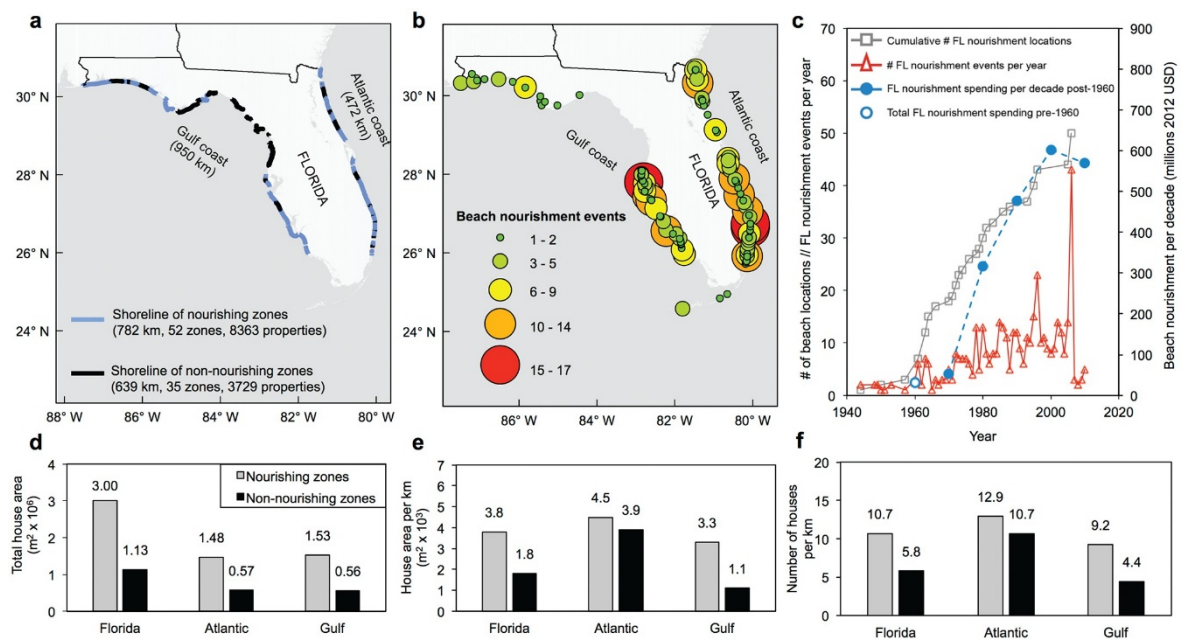 a
30° N
28° N
26° N
24° N
88° W
86° W
84° W
82° W
80° W
Gulf coast
(950 km)
FLORIDA
Atlantic coast
(472 km)
Shoreline of nourishing zones
(782 km, 52 zones, 8363 properties)
Shoreline of non-nourishing zones
(639 km, 35 zones, 3729 properties)
b
30° N
28° N
26° N
24° N
86° W
84° W
82° W
80° W
Gulf coast
FLORIDA
Atlantic coast
Beach nourishment events
1 - 2
3 - 5
6 - 9
10 - 14
15 - 17
c
# of beach locations // FL nourishment events per year
70
60
50
40
30
20
10
0
1940
1960
1980
2000
2020
Year
900
800
700
600
500
400
300
200
100
0
Beach nourishment per decade (millions 2012 USD)
Cumulative # FL nourishment locations
# FL nourishment events per year
FL nourishment spending per decade post-1960
Total FL nourishment spending pre-1960
d
Total house area
(m² x 10⁶)
4
3
2
1
0
3.00
1.13
1.48
0.57
1.53
0.56
Florida
Atlantic
Gulf
Nourishing zones
Non-nourishing zones
e
House area per km
(m² x 10³)
7
6
5
4
3
2
1
0
3.8
1.8
4.5
3.9
3.3
1.1
Florida
Atlantic
Gulf
f
Number of houses
per km
20
15
10
5
0
10.7
5.8
12.9
10.7
9.2
4.4
Florida
Atlantic
Gulf